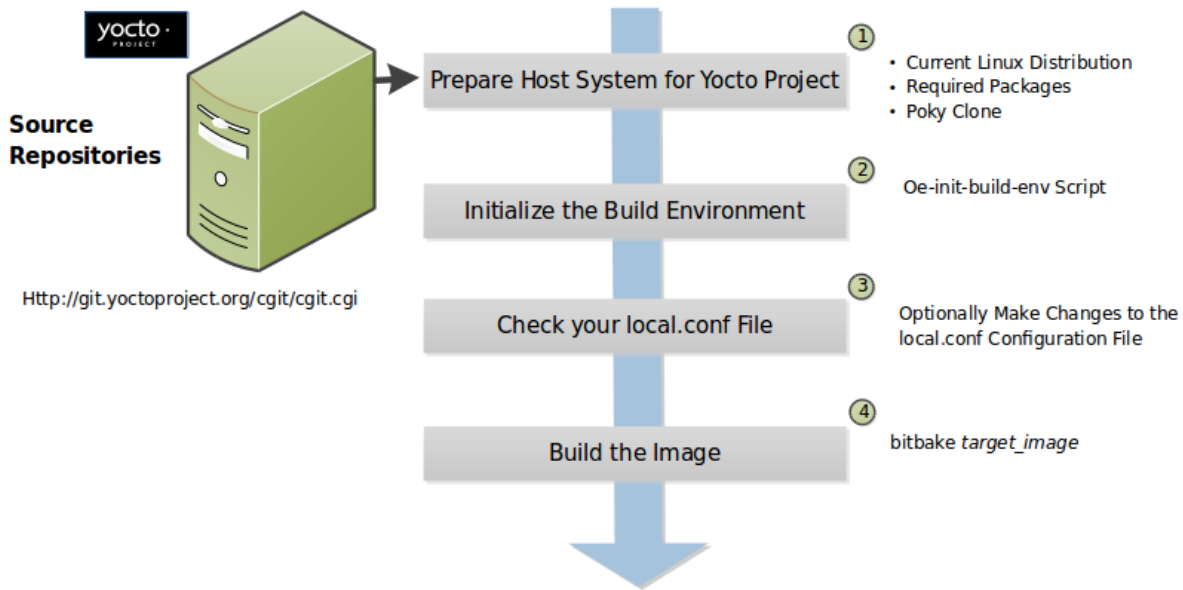 yocto ·
PROJECT
Source
Repositories
Http://git.yoctoproject.org/cgit/cgit.cgi
1
Prepare Host System for Yocto Project
• Current Linux Distribution
• Required Packages
• Poky Clone
2
Initialize the Build Environment
Oe-init-build-env Script
3
Check your local.conf File
Optionally Make Changes to the
local.conf Configuration File
4
Build the Image
bitbake target_image